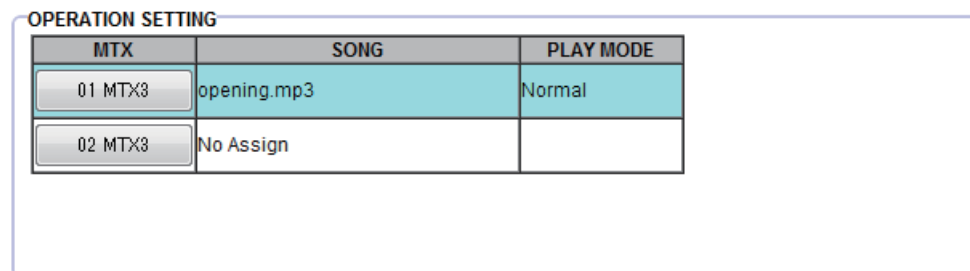 OPERATION SETTING
MTX SONG PLAY MODE
01 MTX3 opening.mp3 Normal
02 MTX3 No Assign